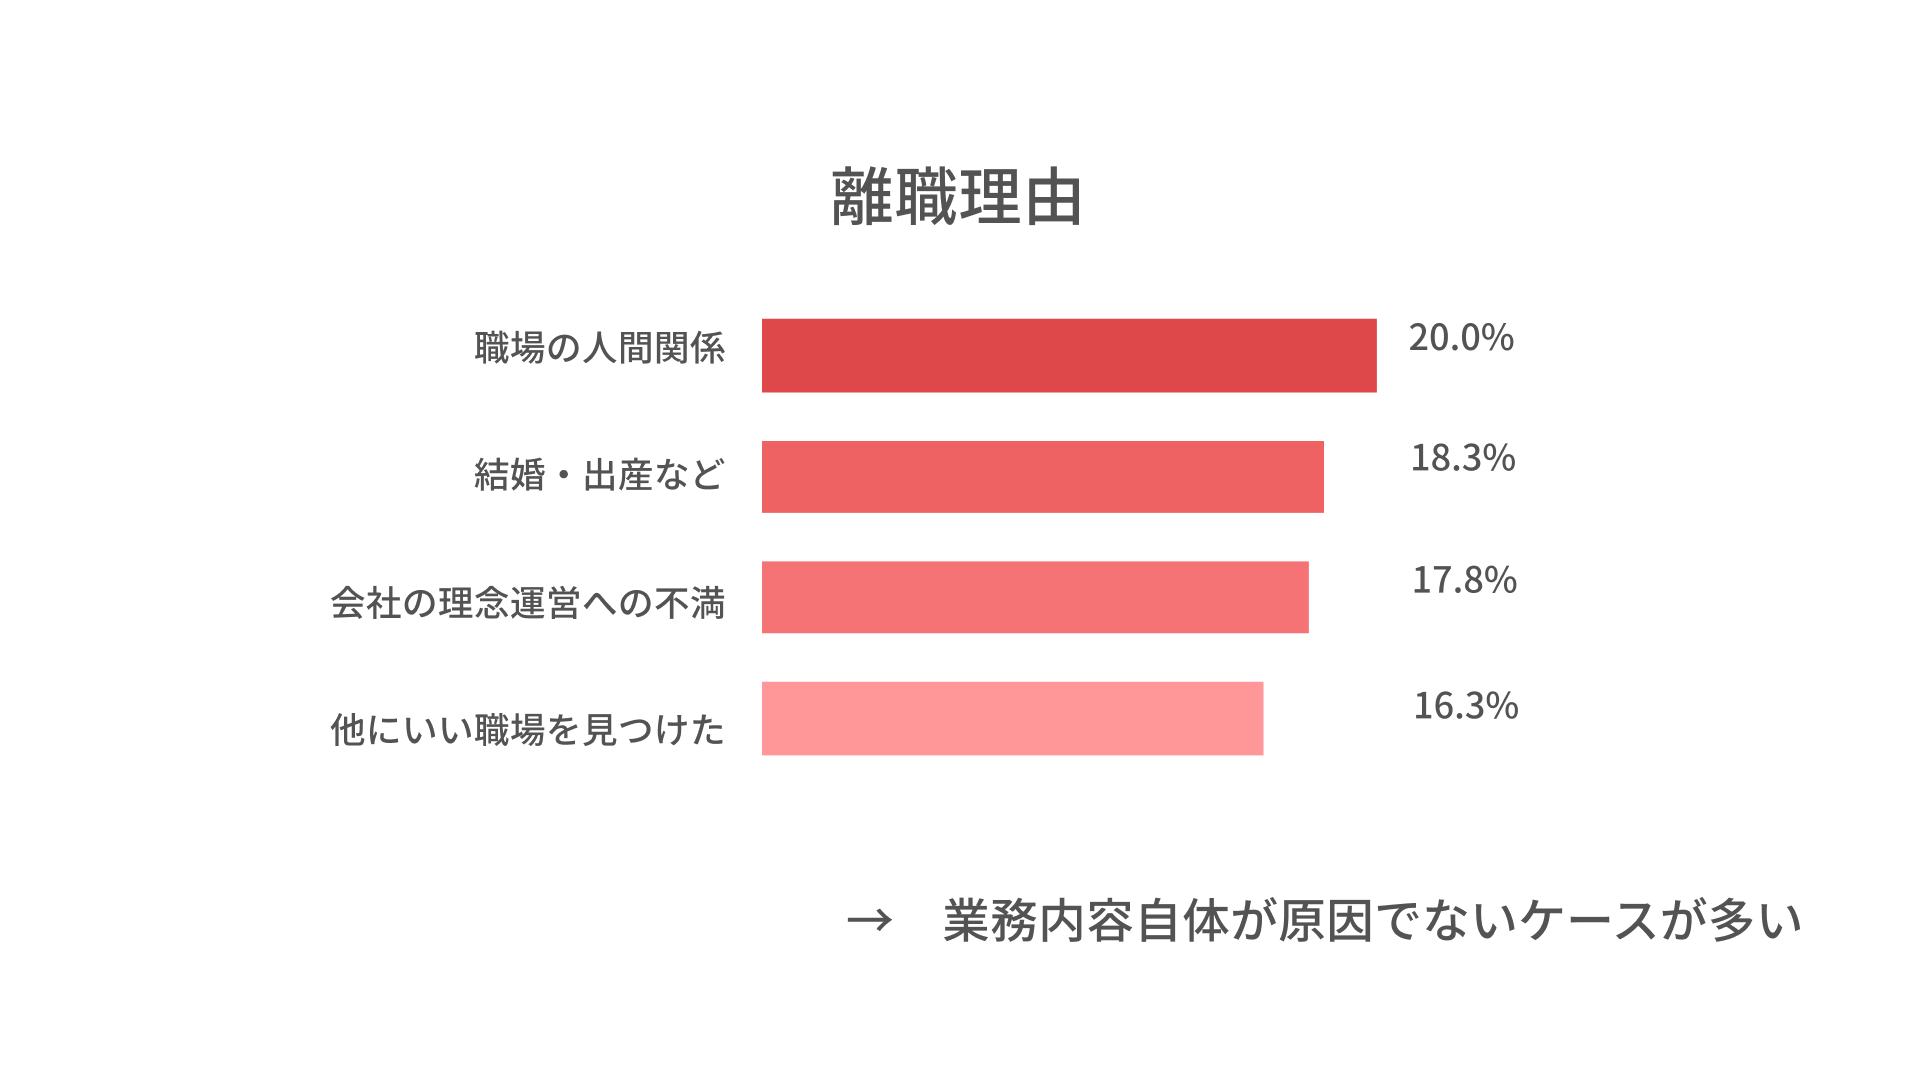 離職理由
職場の人間関係 20.0%
結婚・出産など 18.3%
会社の理念運営への不満 17.8%
他にいい職場を見つけた 16.3%
→ 業務内容自体が原因でないケースが多い